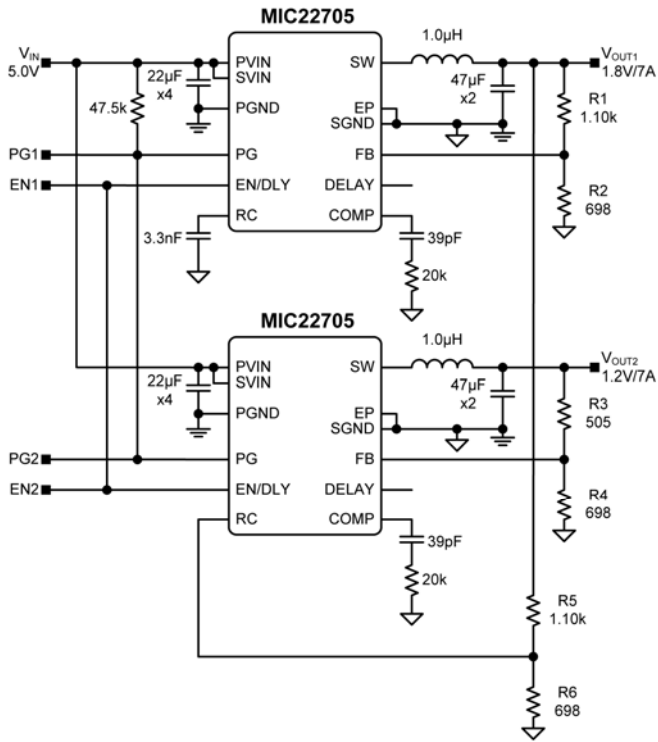 MIC22705
VIN
5.0V
47.5k
22µF
x4
PVIN
SVIN
PGND
PG
EN/DLY
RC
SW
EP
SGND
FB
DELAY
COMP
1.0µH
47µF
x2
VOUT1
1.8V/7A
R1
1.10k
R2
698
PG1
EN1
3.3nF
39pF
20k
MIC22705
22µF
x4
PVIN
SVIN
PGND
PG
EN/DLY
RC
SW
EP
SGND
FB
DELAY
COMP
1.0µH
47µF
x2
VOUT2
1.2V/7A
R3
505
R4
698
PG2
EN2
39pF
20k
R5
1.10k
R6
698